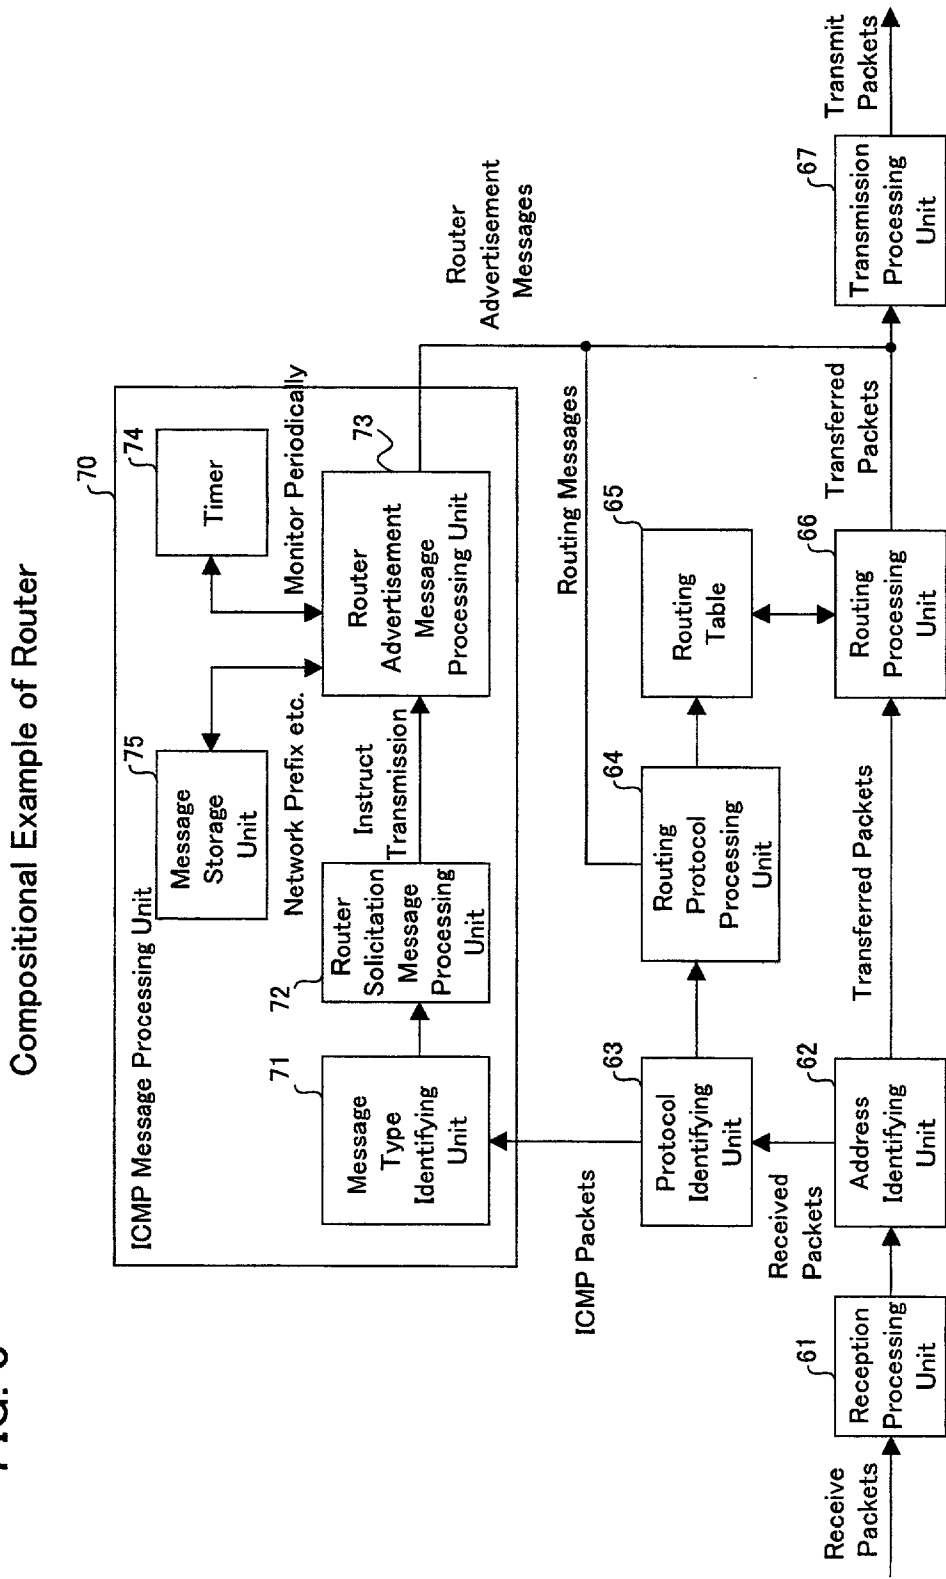 Compositional Example of Router
70
ICMP Message Processing Unit
75
Message
Storage
Unit
74
Timer
Network Prefix etc.
Monitor Periodically
71
Message
Type
Identifying
Unit
72
Router
Solicitation
Message
Processing
Unit
Instruct
Transmission
73
Router
Advertisement
Message
Processing Unit
Router
Advertisement
Messages
ICMP Packets
Routing Messages
63
Protocol
Identifying
Unit
64
Routing
Protocol
Processing
Unit
65
Routing
Table
Received
Packets
Receive
Packets
61
Reception
Processing
Unit
62
Address
Identifying
Unit
Transferred Packets
66
Routing
Processing
Unit
Transferred
Packets
67
Transmission
Processing
Unit
Transmit
Packets